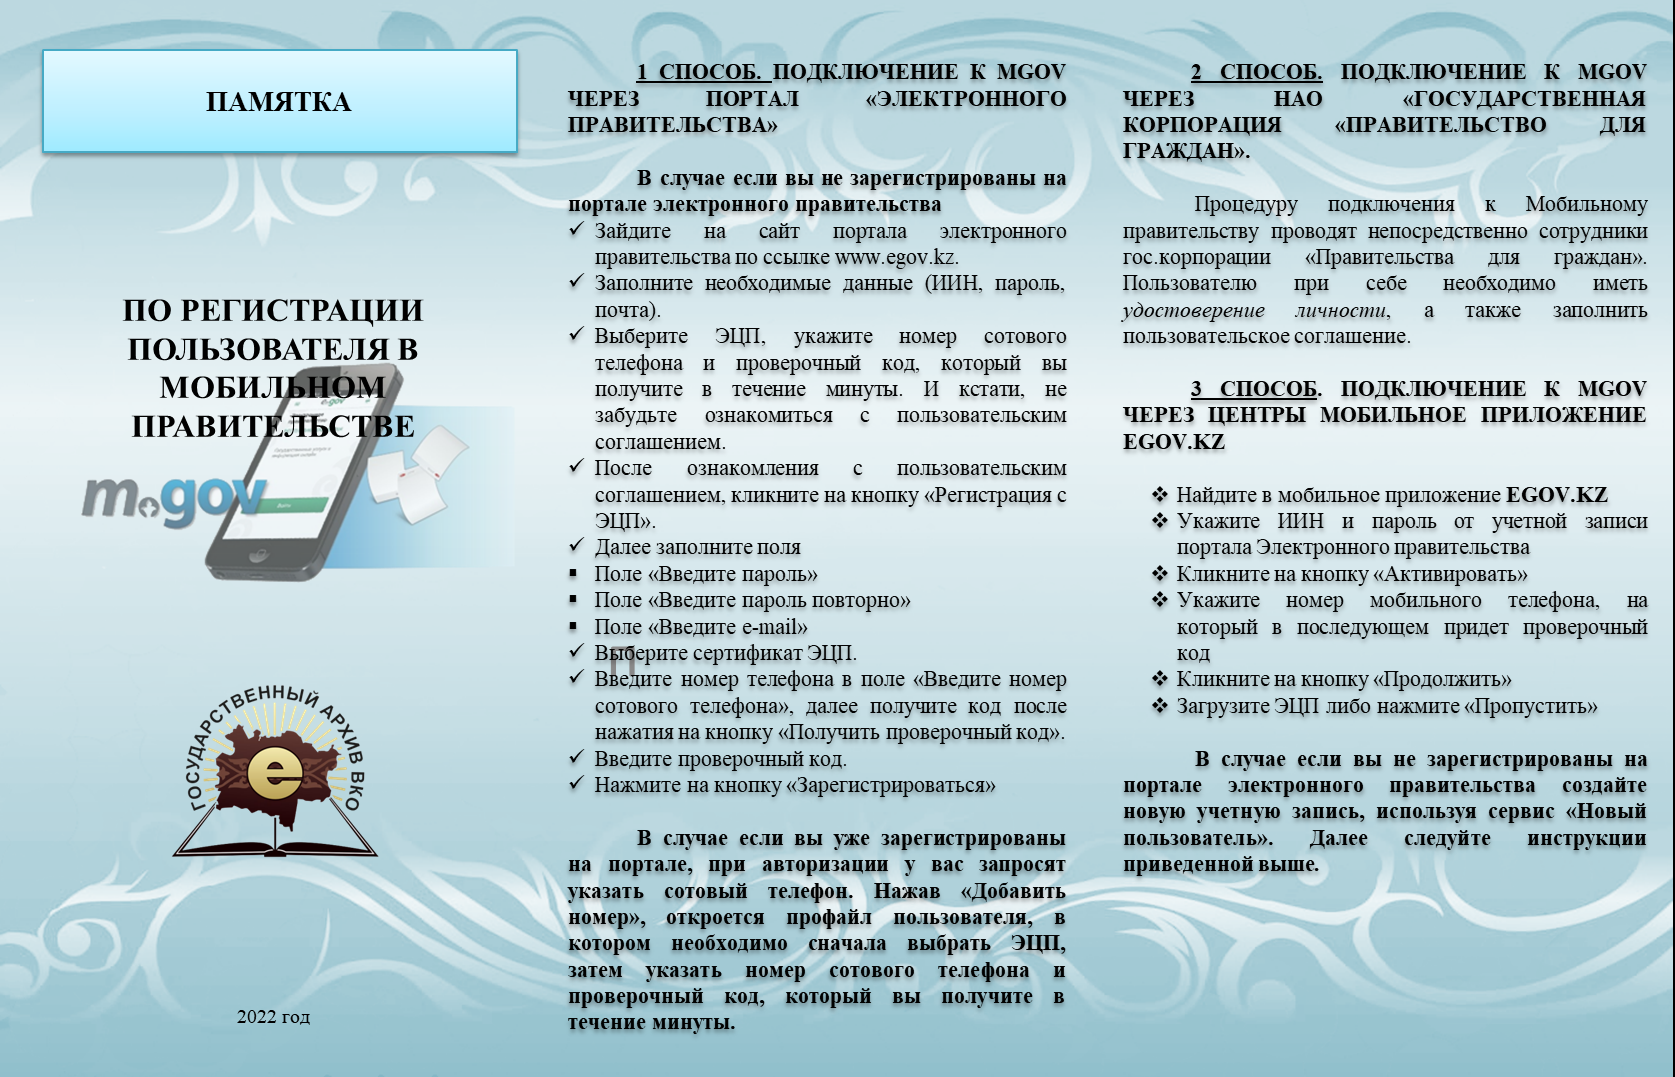 ПАМЯТКА
ПО РЕГИСТРАЦИИ
ПОЛЬЗОВАТЕЛЯ В
МОБИЛЬНОМ
ПРАВИТЕЛЬСТВЕ
m.gov
ГОСУДАРСТВЕННЫЙ АРХИВ ВКО
e
2022 год
1 СПОСОБ. ПОДКЛЮЧЕНИЕ К MGOV
ЧЕРЕЗ ПОРТАЛ «ЭЛЕКТРОННОГО
ПРАВИТЕЛЬСТВА»
В случае если вы не зарегистрированы на
портале электронного правительства
✓ Зайдите на сайт портала электронного
правительства по ссылке www.egov.kz.
✓ Заполните необходимые данные (ИИН, пароль,
почта).
✓ Выберите ЭЦП, укажите номер сотового
телефона и проверочный код, который вы
получите в течение минуты. И кстати, не
забудьте ознакомиться с пользовательским
соглашением.
✓ После ознакомления с пользовательским
соглашением, кликните на кнопку «Регистрация с
ЭЦП».
✓ Далее заполните поля
▪ Поле «Введите пароль»
▪ Поле «Введите пароль повторно»
▪ Поле «Введите e-mail»
✓ Выберите сертификат ЭЦП.
П
✓ Введите номер телефона в поле «Введите номер
сотового телефона», далее получите код после
нажатия на кнопку «Получить проверочный код».
✓ Введите проверочный код.
✓ Нажмите на кнопку «Зарегистрироваться»
В случае если вы уже зарегистрированы
на портале, при авторизации у вас запросят
указать сотовый телефон. Нажав «Добавить
номер», откроется профайл пользователя, в
котором необходимо сначала выбрать ЭЦП,
затем указать номер сотового телефона и
проверочный код, который вы получите в
течение минуты.
2 СПОСОБ. ПОДКЛЮЧЕНИЕ К MGOV
ЧЕРЕЗ НАО «ГОСУДАРСТВЕННАЯ
КОРПОРАЦИЯ «ПРАВИТЕЛЬСТВО ДЛЯ
ГРАЖДАН».
Процедуру подключения к Мобильному
правительству проводят непосредственно сотрудники
гос.корпорации «Правительства для граждан».
Пользователю при себе необходимо иметь
удостоверение личности, а также заполнить
пользовательское соглашение.
3 СПОСОБ. ПОДКЛЮЧЕНИЕ К MGOV
ЧЕРЕЗ ЦЕНТРЫ МОБИЛЬНОЕ ПРИЛОЖЕНИЕ
EGOV.KZ
❖ Найдите в мобильное приложение EGOV.KZ
❖ Укажите ИИН и пароль от учетной записи
портала Электронного правительства
❖ Кликните на кнопку «Активировать»
❖ Укажите номер мобильного телефона, на
который в последующем придет проверочный
код
❖ Кликните на кнопку «Продолжить»
❖ Загрузите ЭЦП либо нажмите «Пропустить»
В случае если вы не зарегистрированы на
портале электронного правительства создайте
новую учетную запись, используя сервис «Новый
пользователь». Далее следуйте инструкции
приведенной выше.